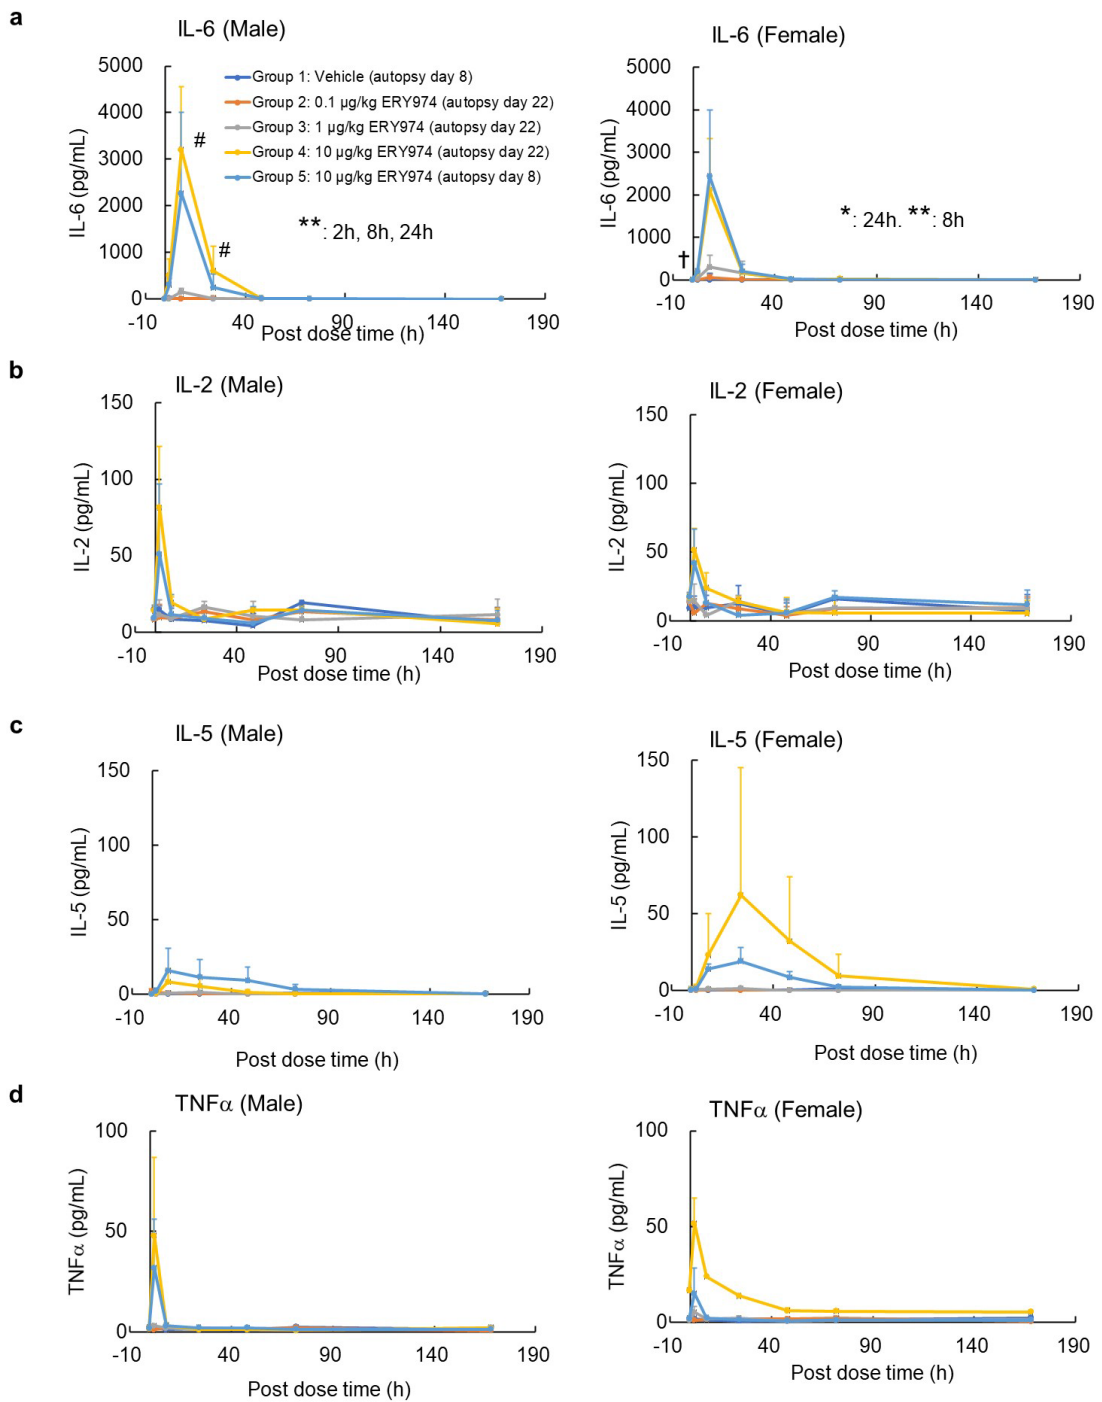 a
IL-6 (Male)
IL-6 (pg/mL)
5000
4000
3000
2000
1000
0
Group 1: Vehicle (autopsy day 8)
Group 2: 0.1 µg/kg ERY974 (autopsy day 22)
Group 3: 1 µg/kg ERY974 (autopsy day 22)
Group 4: 10 µg/kg ERY974 (autopsy day 22)
Group 5: 10 µg/kg ERY974 (autopsy day 8)
#
#
**: 2h, 8h, 24h
-10 40 90 140 190
Post dose time (h)
IL-6 (Female)
IL-6 (pg/mL)
5000
4000
3000
2000
1000
0
†
*: 24h. **: 8h
-10 40 90 140 190
Post dose time (h)
b
IL-2 (Male)
IL-2 (pg/mL)
150
100
50
0
-10 40 90 140 190
Post dose time (h)
IL-2 (Female)
IL-2 (pg/mL)
150
100
50
0
-10 40 90 140 190
Post dose time (h)
c
IL-5 (Male)
IL-5 (pg/mL)
150
100
50
0
-10 40 90 140 190
Post dose time (h)
IL-5 (Female)
IL-5 (pg/mL)
150
100
50
0
-10 40 90 140 190
Post dose time (h)
d
TNFα (Male)
TNFα (pg/mL)
100
50
0
-10 40 90 140 190
Post dose time (h)
TNFα (Female)
TNFα (pg/mL)
100
50
0
-10 40 90 140 190
Post dose time (h)